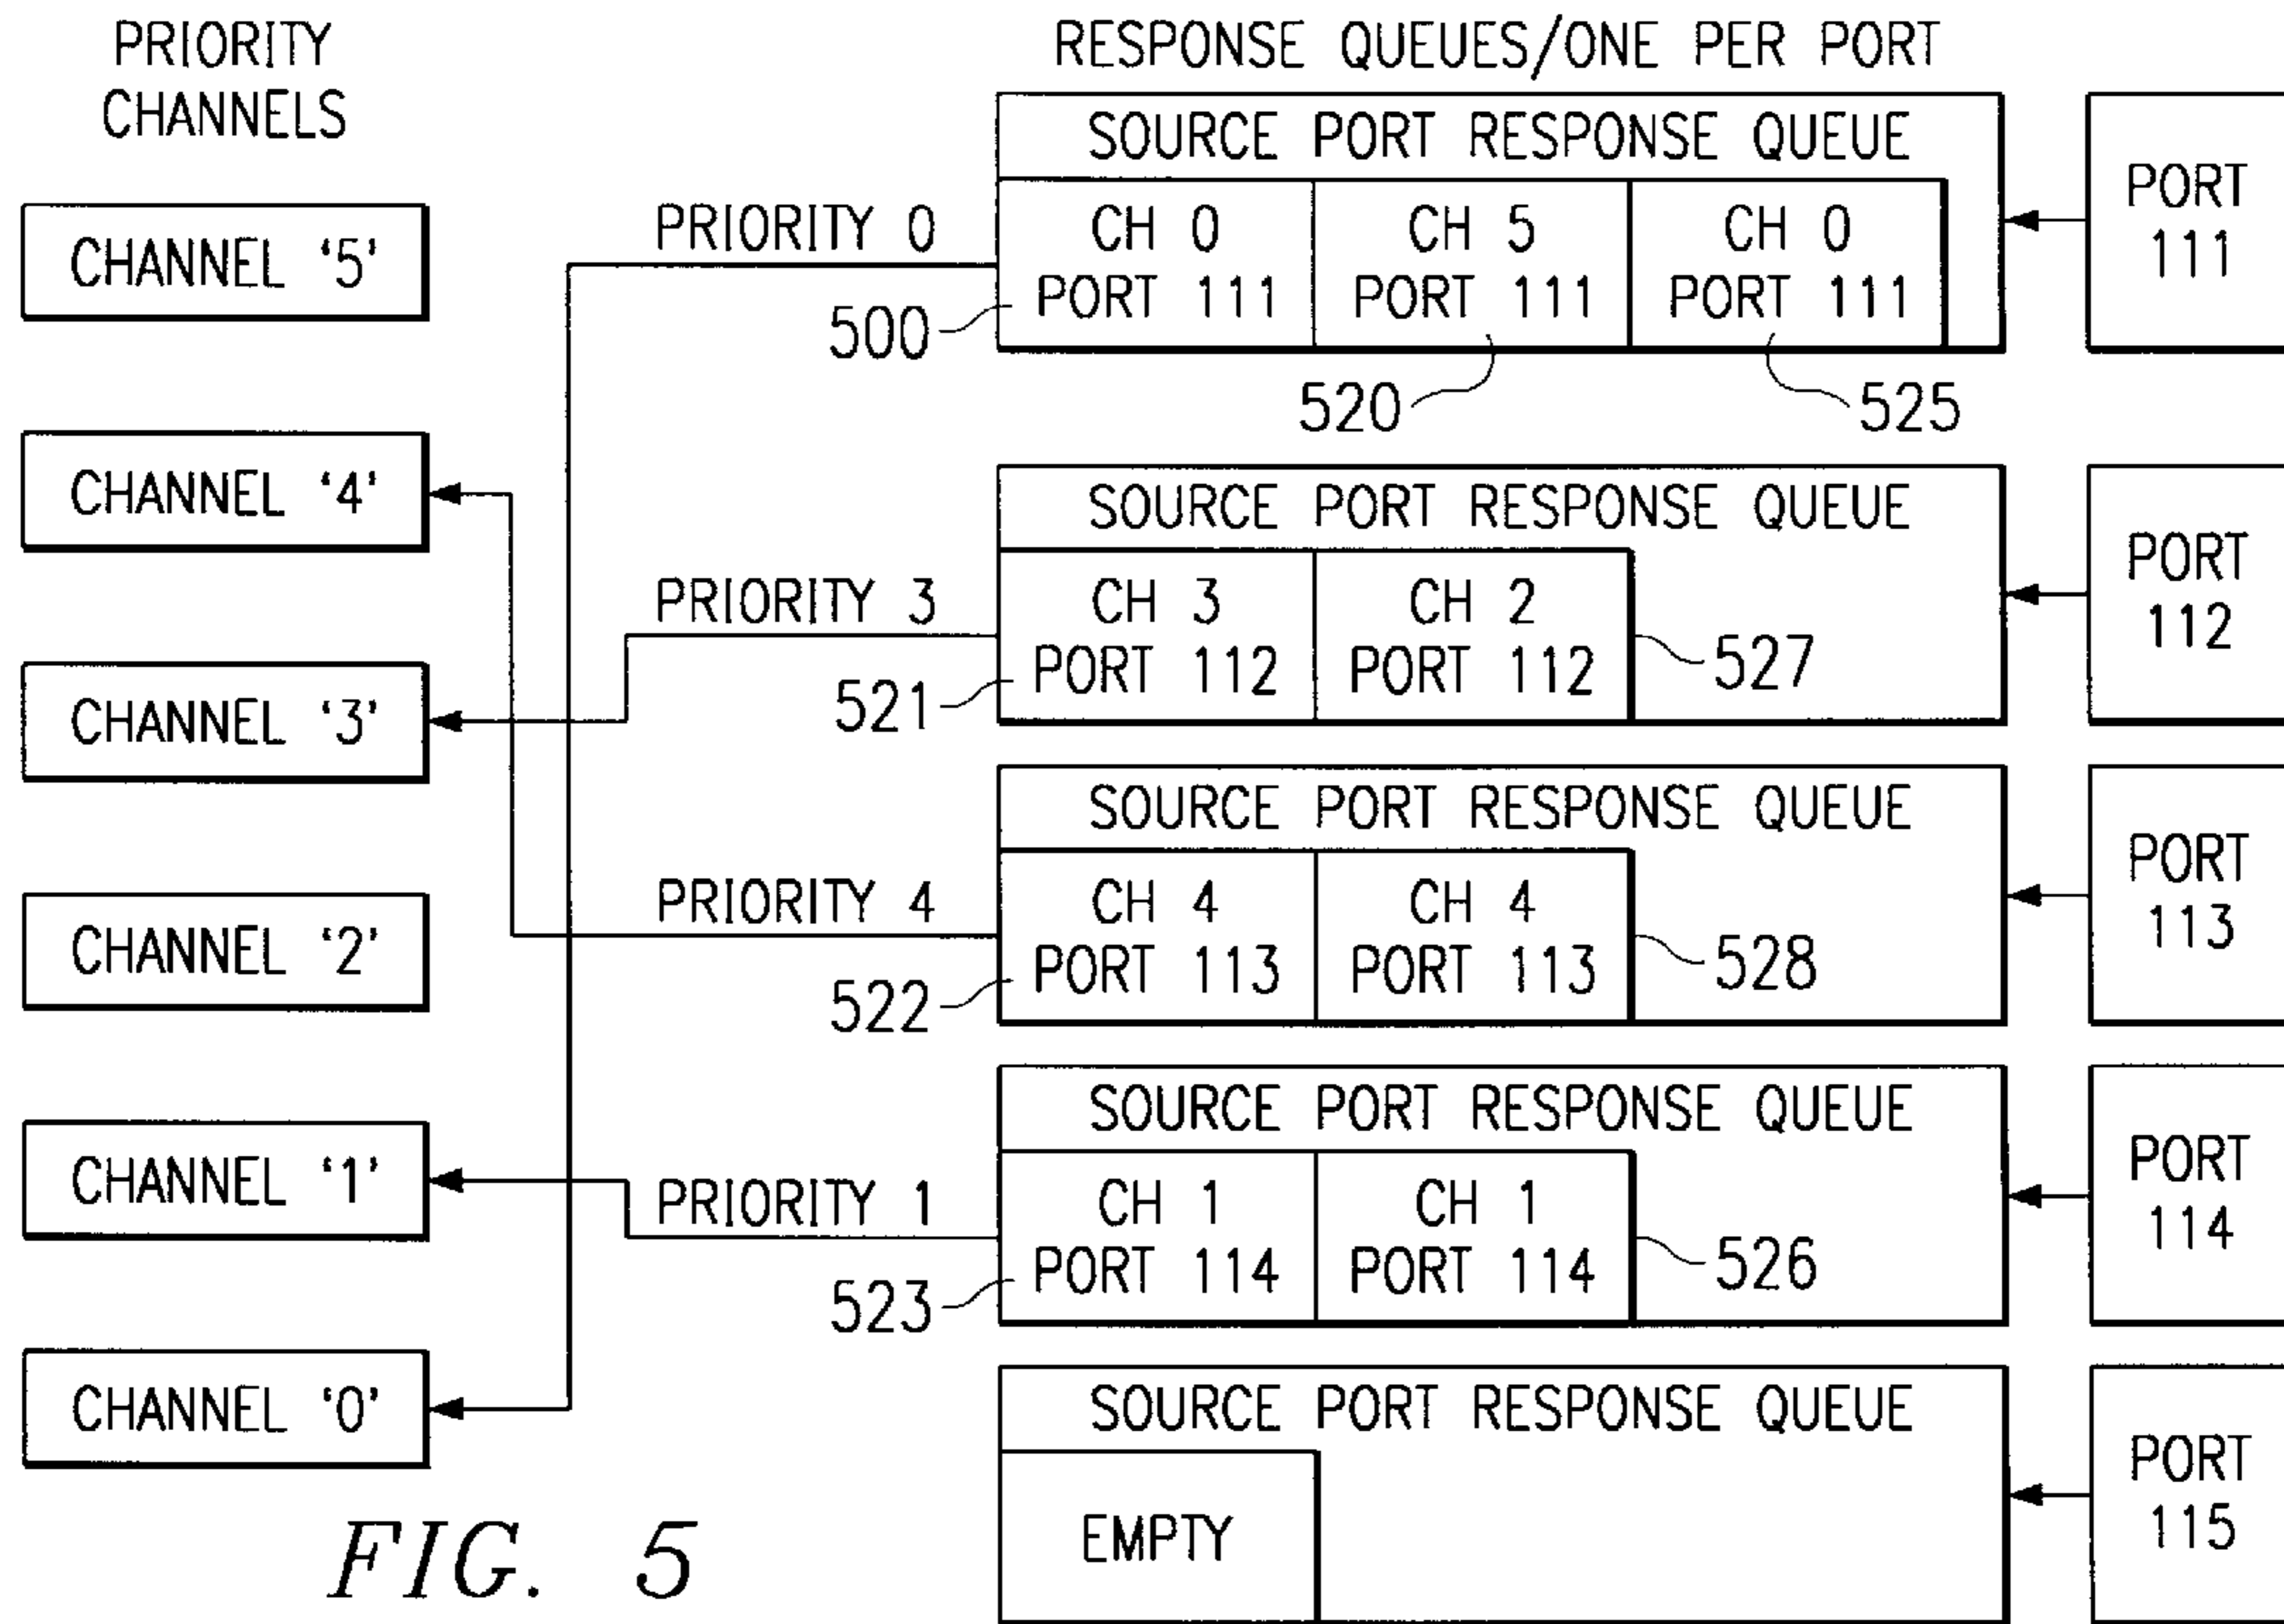 PRIORITY
CHANNELS
CHANNEL '5'
CHANNEL '4'
CHANNEL '3'
CHANNEL '2'
CHANNEL '1'
CHANNEL '0'
RESPONSE QUEUES/ONE PER PORT
SOURCE PORT RESPONSE QUEUE
PRIORITY 0
CH 0
PORT 111
CH 5
PORT 111
CH 0
PORT 111
500
520
525
PORT
111
SOURCE PORT RESPONSE QUEUE
PRIORITY 3
CH 3
PORT 112
CH 2
PORT 112
521
527
PORT
112
SOURCE PORT RESPONSE QUEUE
PRIORITY 4
CH 4
PORT 113
CH 4
PORT 113
522
528
PORT
113
SOURCE PORT RESPONSE QUEUE
PRIORITY 1
CH 1
PORT 114
CH 1
PORT 114
523
526
PORT
114
SOURCE PORT RESPONSE QUEUE
EMPTY
PORT
115
FIG. 5